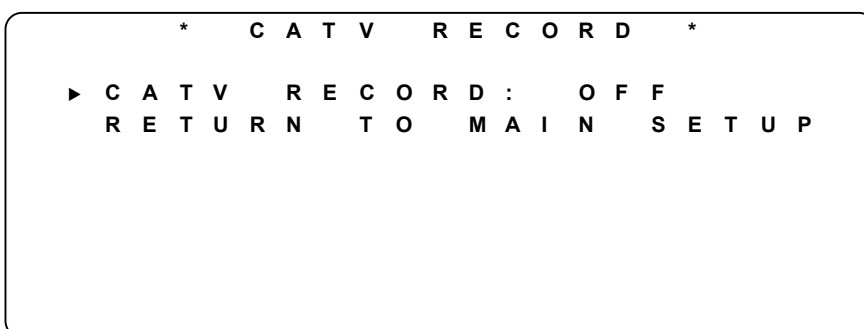 * CATV RECORD *
▶ CATV RECORD: OFF
RETURN TO MAIN SETUP